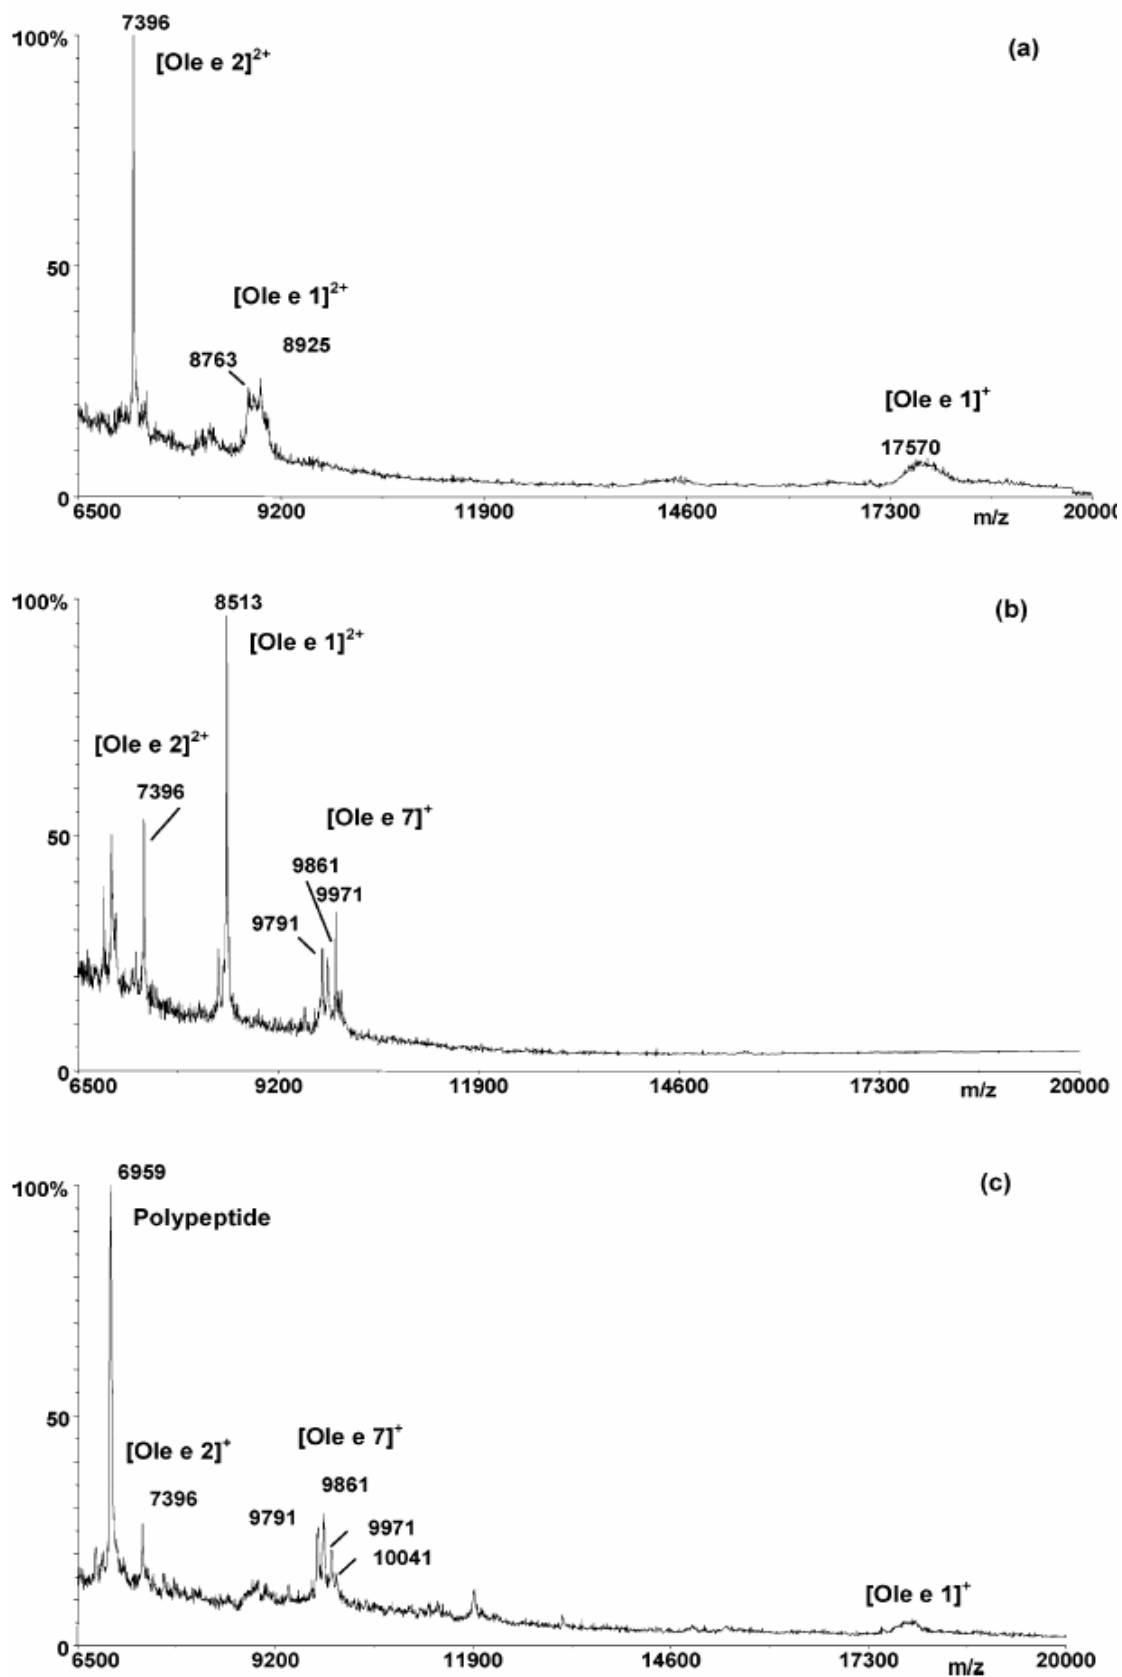 7396
100%
[Ole e 2]2+
(a)
50
[Ole e 1]2+
8925
8763
[Ole e 1]+
17570
0
6500 9200 11900 14600 17300 m/z 20000
100%
8513
(b)
[Ole e 1]2+
[Ole e 2]2+
7396
[Ole e 7]+
50
9861
9971
9791
0
6500 9200 11900 14600 17300 m/z 20000
6959
100%
(c)
Polypeptide
50
[Ole e 7]+
[Ole e 2]+
9861
7396
9791
9971
10041
[Ole e 1]+
0
6500 9200 11900 14600 17300 m/z 20000